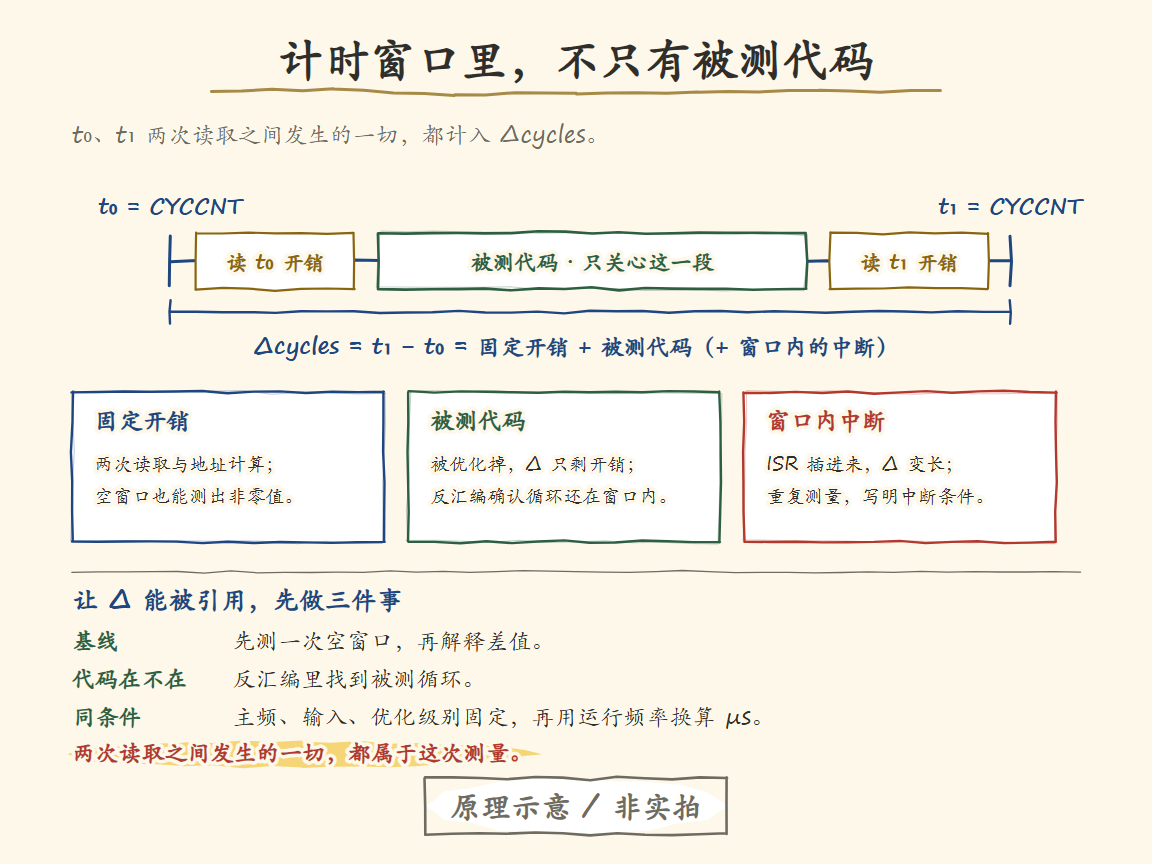 计时窗口里，不只有被测代码
t₀、t₁ 两次读取之间发生的一切，都计入 Δcycles。
t₀ = CYCCNT
t₁ = CYCCNT
读 t₀ 开销
被测代码 · 只关心这一段
读 t₁ 开销
Δcycles = t₁ − t₀ = 固定开销 + 被测代码（+ 窗口内的中断）
固定开销
两次读取与地址计算；
空窗口也能测出非零值。
被测代码
被优化掉，Δ 只剩开销；
反汇编确认循环还在窗口内。
窗口内中断
ISR 插进来，Δ 变长；
重复测量，写明中断条件。
让 Δ 能被引用，先做三件事
基线 先测一次空窗口，再解释差值。
代码在不在 反汇编里找到被测循环。
同条件 主频、输入、优化级别固定，再用运行频率换算 μs。
两次读取之间发生的一切，都属于这次测量。
原理示意 / 非实拍